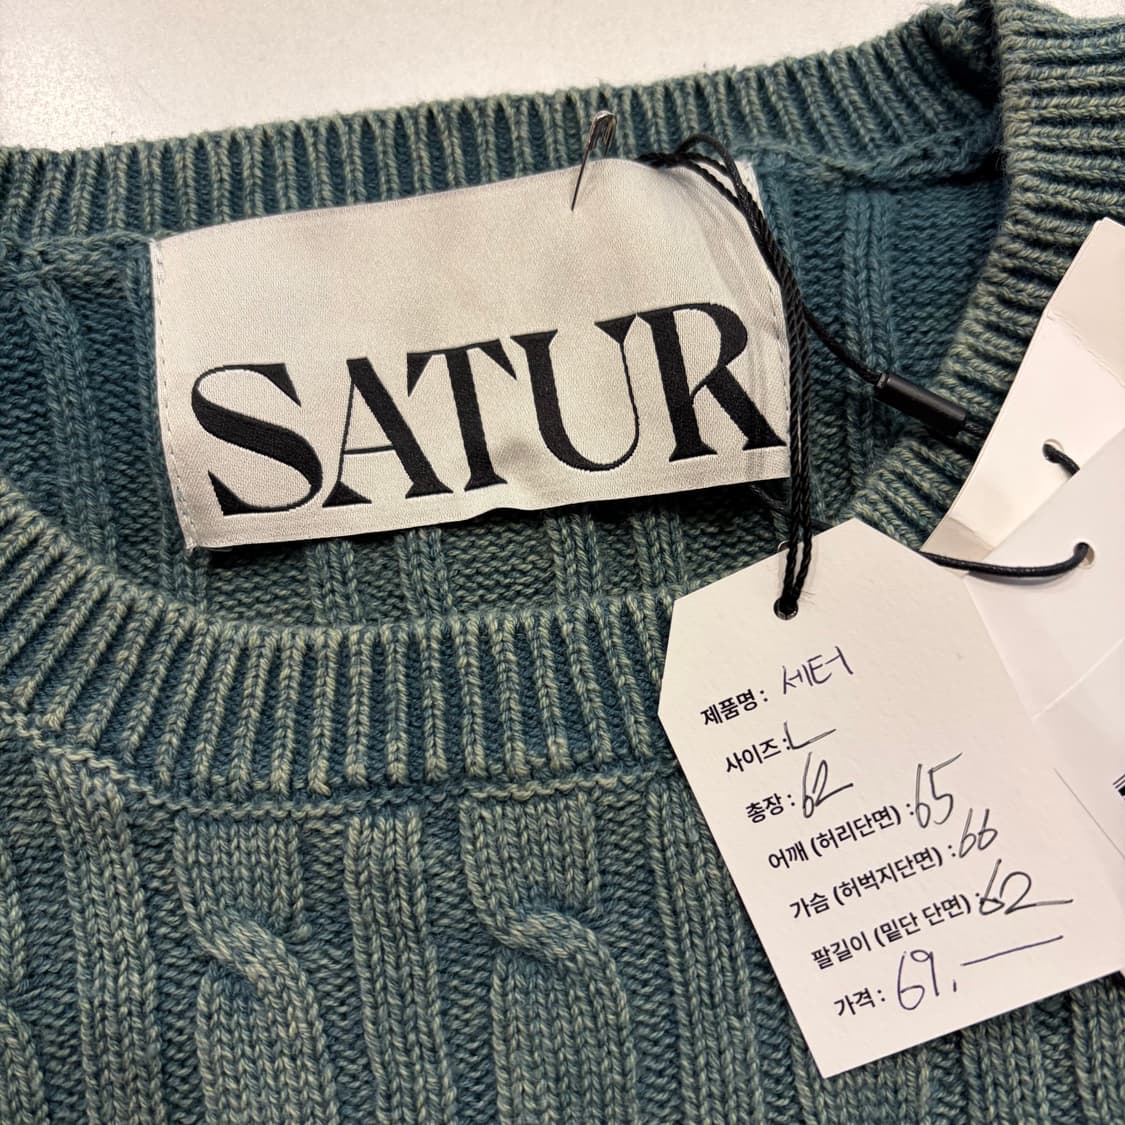 SATUR
제품명 : 세터
사이즈 : L
총장 : 62
어깨 (허리단면) : 65
가슴 (허벅지단면) : 66
팔길이 (밑단 단면) : 62
가격 : 69,—